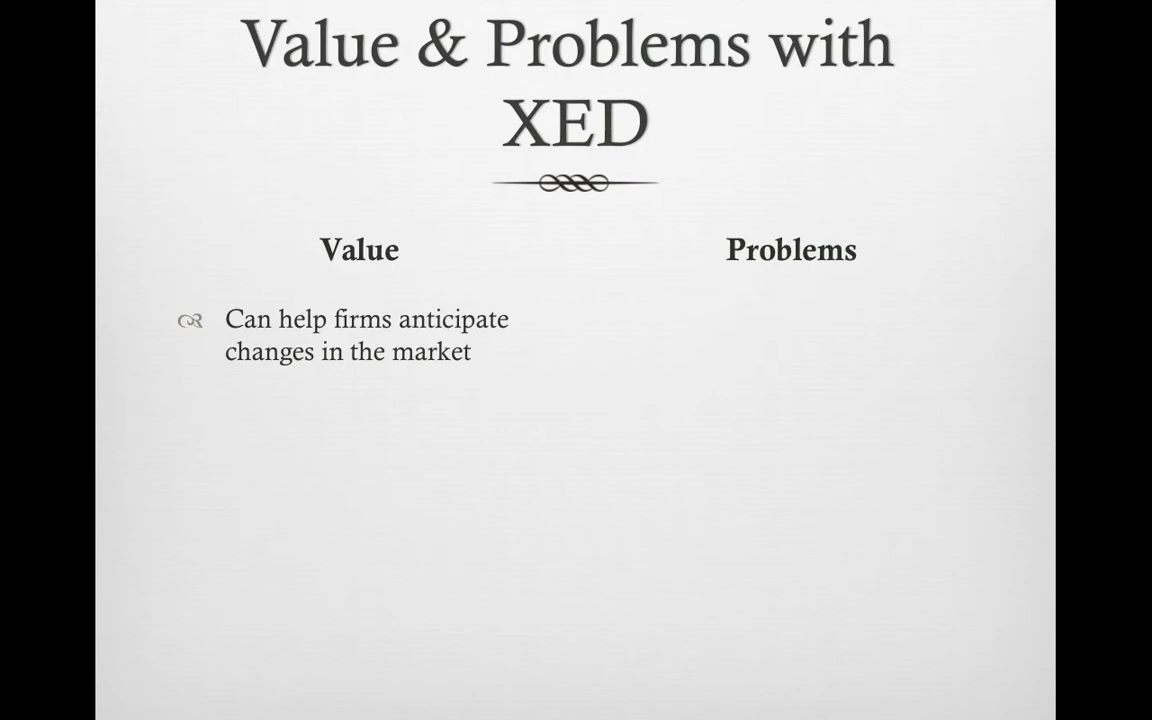 Value & Problems with
XED
Value
Problems
Can help firms anticipate
changes in the market